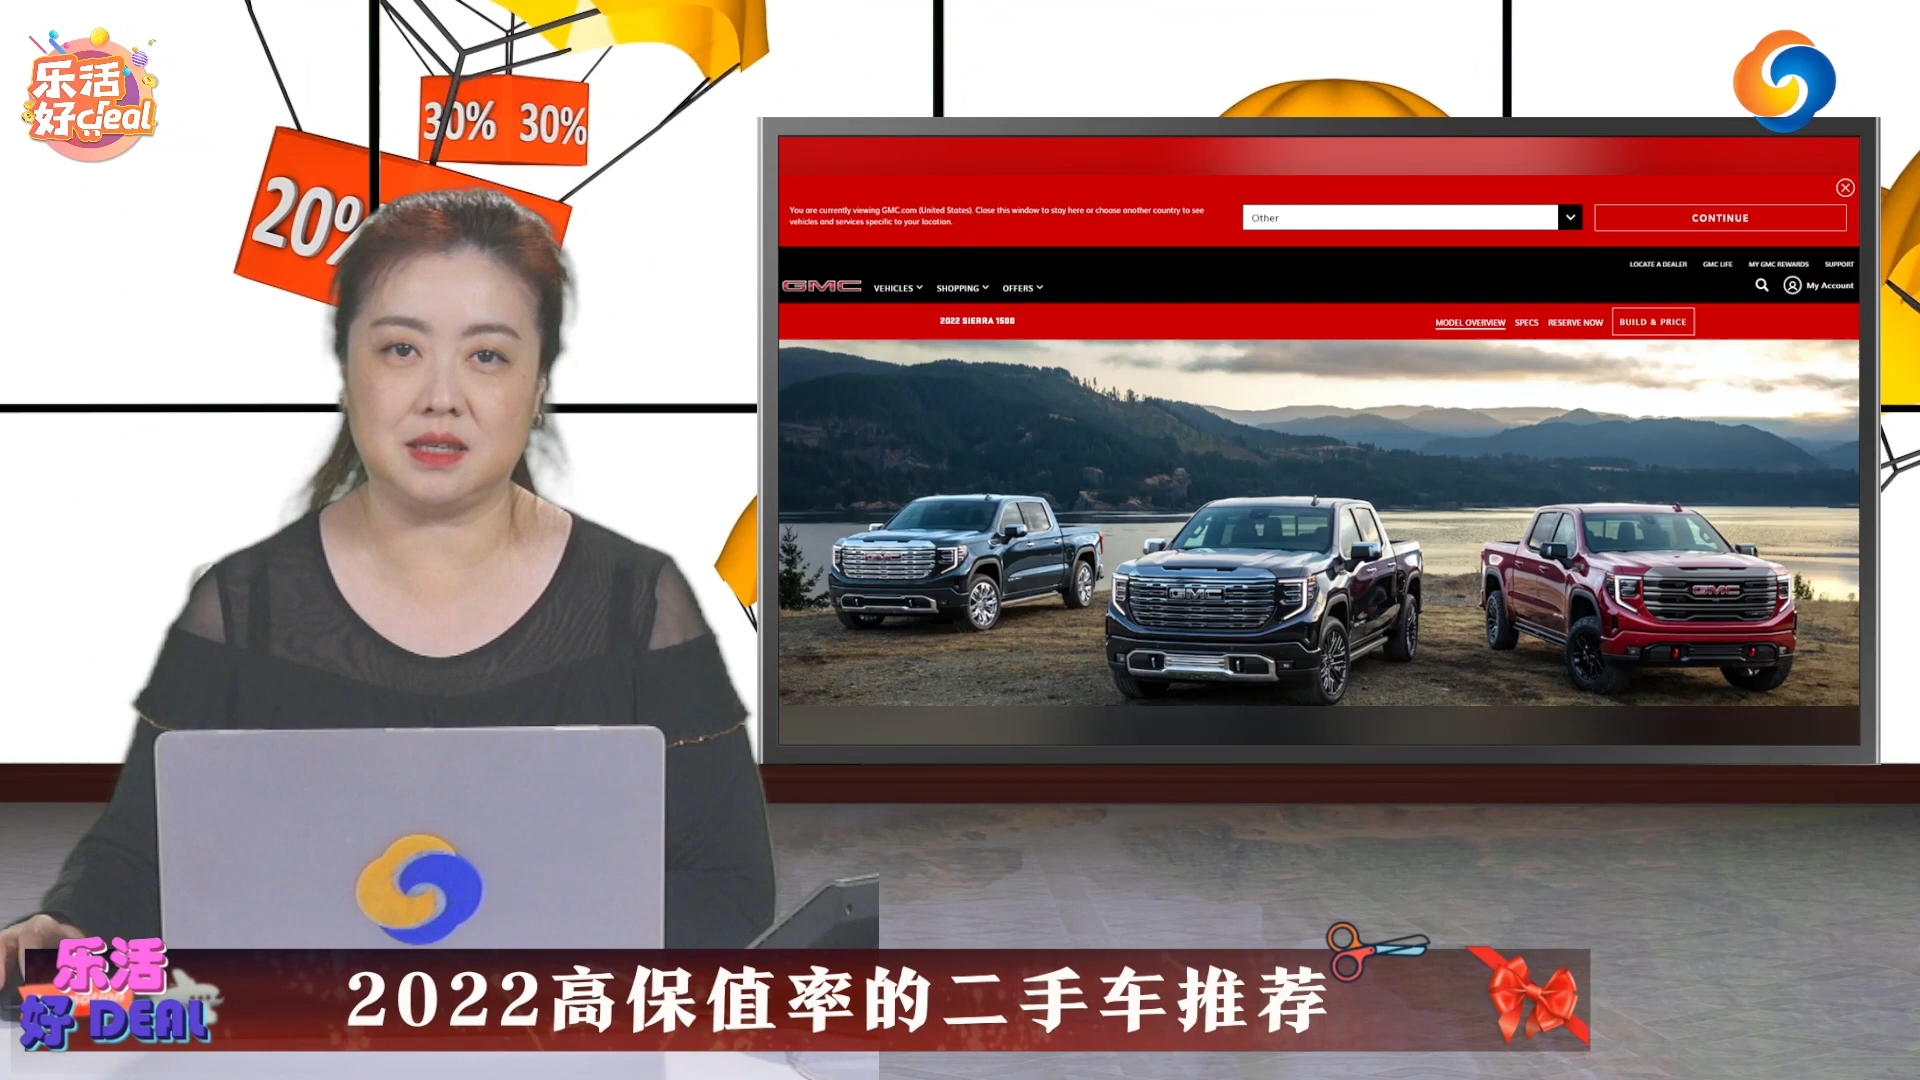 乐活
好deal
30% 30%
20%
You are currently viewing GMC.com (United States). Close this window to stay here or choose another country to see
vehicles and services specific to your location.
Other
CONTINUE
LOCATE A DEALER GMC LIFE MY GMC REWARDS SUPPORT
GMC VEHICLES SHOPPING OFFERS
My Account
2022 SIERRA 1500
MODEL OVERVIEW SPECS RESERVE NOW BUILD & PRICE
GMC
GMC
乐活
好 DEAL
2022高保值率的二手车推荐